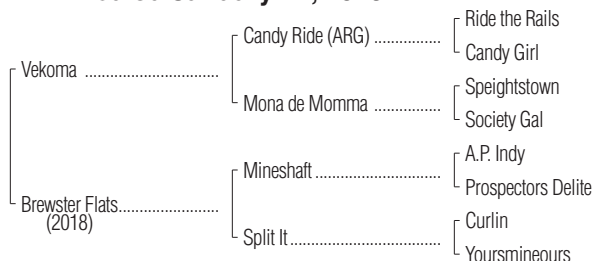 Ride the Rails
Candy Ride (ARG)
Candy Girl
Vekoma
Speightstown
Mona de Momma
Society Gal
A.P. Indy
Mineshaft
Prospectors Delite
Brewster Flats
(2018)
Curlin
Split It
Yoursmineours